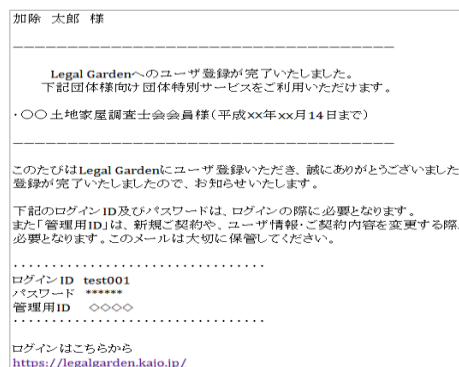 加除 太郎 様
――――――――――――――――――――――――――――――――――
Legal Gardenへのユーザ登録が完了いたしました。
下記団体様向け団体特別サービスをご利用いただけます。
・〇〇土地家屋調査士会会員様（平成xx年xx月14日まで）
――――――――――――――――――――――――――――――――――
このたびはLegal Gardenにユーザ登録いただき、誠にありがとうございました
登録が完了いたしましたので、お知らせいたします。
下記のログインID及びパスワードは、ログインの際に必要となります。
また「管理用ID」は、新規ご契約や、ユーザ情報・ご契約内容を変更する際、
必要となります。このメールは大切に保管してください。
・・・・・・・・・・・・・・・・・・・・・・・・・・・・・・・・・
ログインID test001
パスワード ******
管理用ID ◇◇◇◇
・・・・・・・・・・・・・・・・・・・・・・・・・・・・・・・・・
ログインはこちらから
https://legalgarden.kajo.jp/